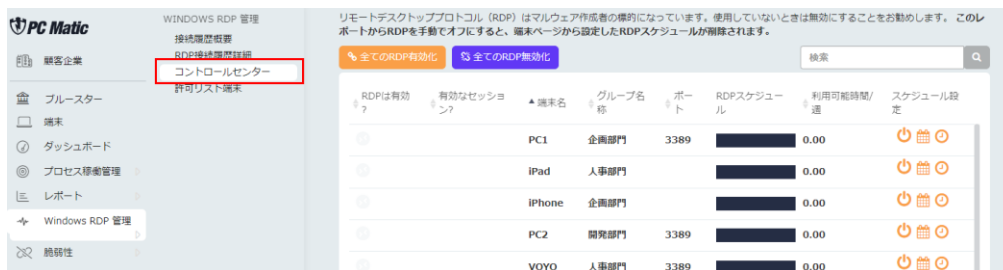 PC Matic
顧客企業
ブルースター
端末
ダッシュボード
プロセス稼働管理
レポート
Windows RDP 管理
脆弱性
WINDOWS RDP 管理
接続履歴概要
RDP接続履歴詳細
コントロールセンター
許可リスト端末
リモートデスクトッププロトコル（RDP）はマルウェア作成者の標的になっています。使用していないときは無効にすることをお勧めします。 このレ
ポートからRDPを手動でオフにすると、端末ページから設定したRDPスケジュールが削除されます。
全てのRDP有効化 全てのRDP無効化 検索
RDPは有効 有効なセッショ 端末名 グループ名 ポー RDPスケジュー 利用可能時間/ スケジュール設
? ン? 称 ト ル 週 定
PC1 企画部門 3389 0.00
iPad 人事部門 0.00
iPhone 企画部門 0.00
PC2 開発部門 3389 0.00
VOYO 人事部門 3389 0.00